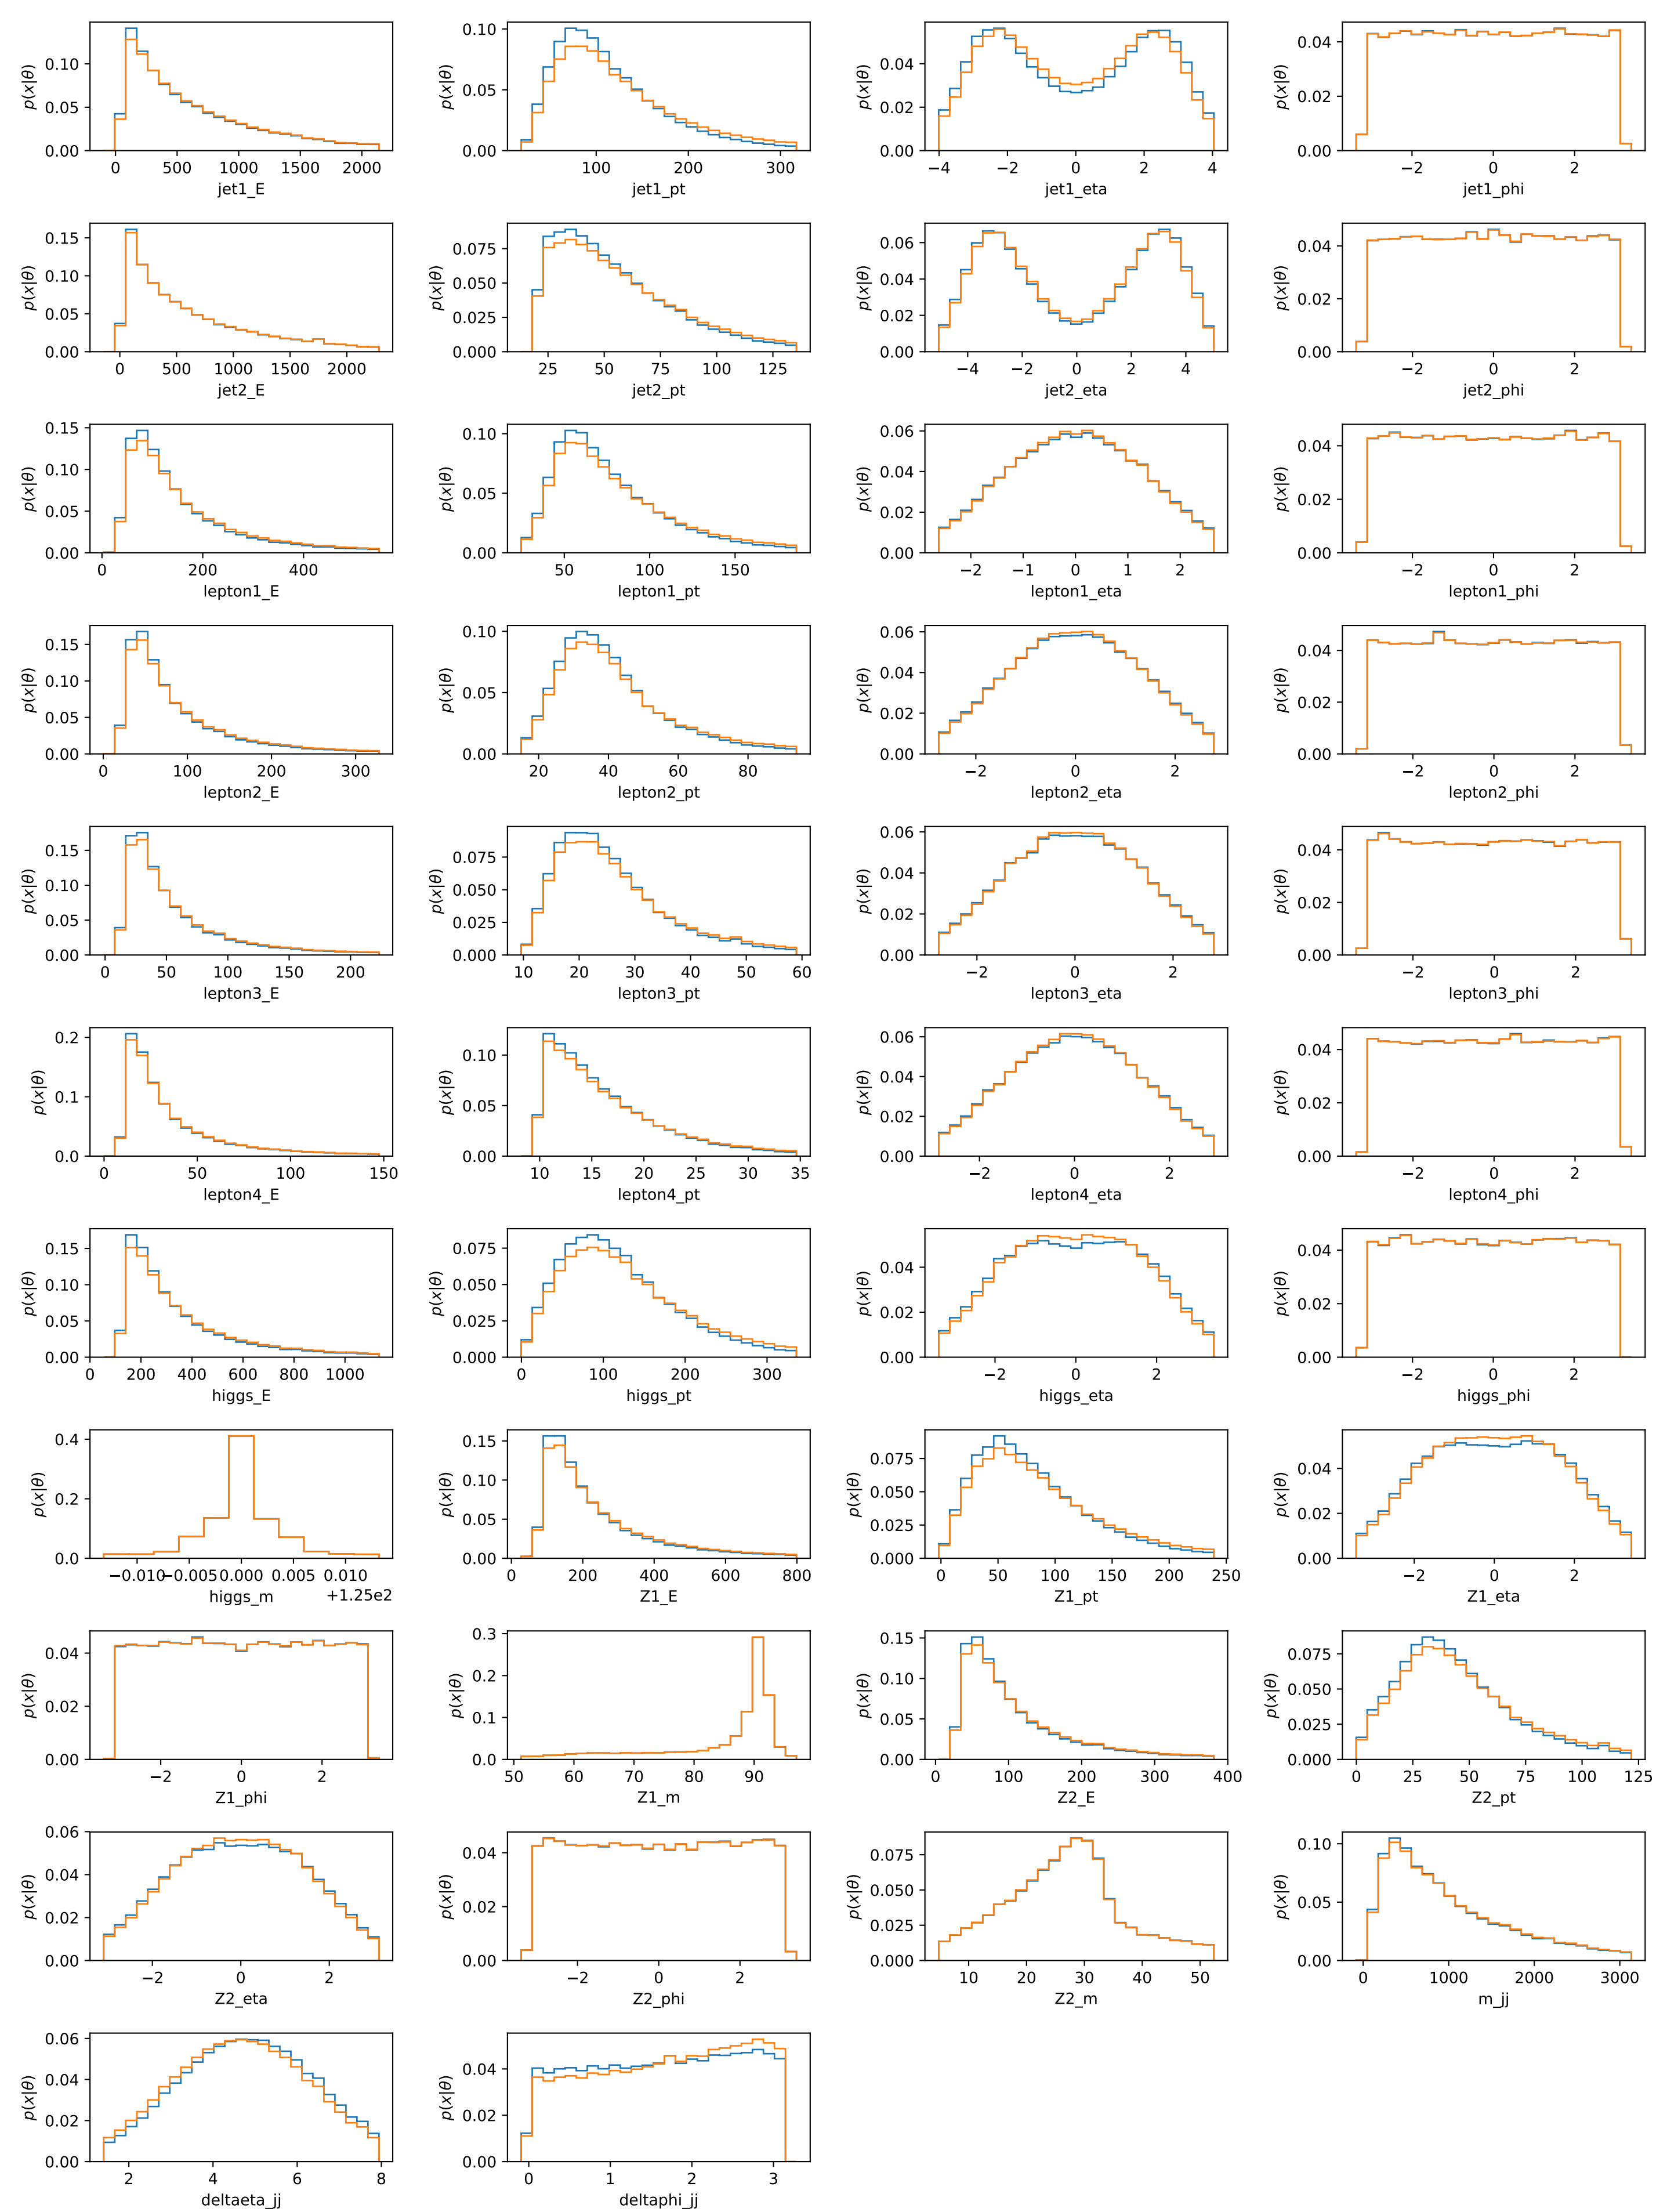 p(x|θ)
0.10
0.05
0.00
0 500 1000 1500 2000
jet1_E
p(x|θ)
0.10
0.05
0.00
100 200 300
jet1_pt
p(x|θ)
0.04
0.02
0.00
−4 −2 0 2 4
jet1_eta
p(x|θ)
0.04
0.02
0.00
−2 0 2
jet1_phi
p(x|θ)
0.15
0.10
0.05
0.00
0 500 1000 1500 2000
jet2_E
p(x|θ)
0.075
0.050
0.025
0.000
25 50 75 100 125
jet2_pt
p(x|θ)
0.06
0.04
0.02
0.00
−4 −2 0 2 4
jet2_eta
p(x|θ)
0.04
0.02
0.00
−2 0 2
jet2_phi
p(x|θ)
0.15
0.10
0.05
0.00
0 200 400
lepton1_E
p(x|θ)
0.10
0.05
0.00
50 100 150
lepton1_pt
p(x|θ)
0.06
0.04
0.02
0.00
−2 −1 0 1 2
lepton1_eta
p(x|θ)
0.04
0.02
0.00
−2 0 2
lepton1_phi
p(x|θ)
0.15
0.10
0.05
0.00
0 100 200 300
lepton2_E
p(x|θ)
0.10
0.05
0.00
20 40 60 80
lepton2_pt
p(x|θ)
0.06
0.04
0.02
0.00
−2 0 2
lepton2_eta
p(x|θ)
0.04
0.02
0.00
−2 0 2
lepton2_phi
p(x|θ)
0.15
0.10
0.05
0.00
0 50 100 150 200
lepton3_E
p(x|θ)
0.075
0.050
0.025
0.000
10 20 30 40 50 60
lepton3_pt
p(x|θ)
0.06
0.04
0.02
0.00
−2 0 2
lepton3_eta
p(x|θ)
0.04
0.02
0.00
−2 0 2
lepton3_phi
p(x|θ)
0.2
0.1
0.0
0 50 100 150
lepton4_E
p(x|θ)
0.10
0.05
0.00
10 15 20 25 30 35
lepton4_pt
p(x|θ)
0.06
0.04
0.02
0.00
−2 0 2
lepton4_eta
p(x|θ)
0.04
0.02
0.00
−2 0 2
lepton4_phi
p(x|θ)
0.15
0.10
0.05
0.00
0 200 400 600 800 1000
higgs_E
p(x|θ)
0.075
0.050
0.025
0.000
0 100 200 300
higgs_pt
p(x|θ)
0.04
0.02
0.00
−2 0 2
higgs_eta
p(x|θ)
0.04
0.02
0.00
−2 0 2
higgs_phi
p(x|θ)
0.4
0.2
0.0
−0.010 −0.005 0.000 0.005 0.010
higgs_m +1.25e2
p(x|θ)
0.15
0.10
0.05
0.00
0 200 400 600 800
Z1_E
p(x|θ)
0.075
0.050
0.025
0.000
0 50 100 150 200 250
Z1_pt
p(x|θ)
0.04
0.02
0.00
−2 0 2
Z1_eta
p(x|θ)
0.04
0.02
0.00
−2 0 2
Z1_phi
p(x|θ)
0.3
0.2
0.1
0.0
50 60 70 80 90
Z1_m
p(x|θ)
0.15
0.10
0.05
0.00
0 100 200 300 400
Z2_E
p(x|θ)
0.075
0.050
0.025
0.000
0 25 50 75 100 125
Z2_pt
p(x|θ)
0.06
0.04
0.02
0.00
−2 0 2
Z2_eta
p(x|θ)
0.04
0.02
0.00
−2 0 2
Z2_phi
p(x|θ)
0.075
0.050
0.025
0.000
10 20 30 40 50
Z2_m
p(x|θ)
0.10
0.05
0.00
0 1000 2000 3000
m_jj
p(x|θ)
0.06
0.04
0.02
0.00
2 4 6 8
deltaeta_jj
p(x|θ)
0.04
0.02
0.00
0 1 2 3
deltaphi_jj